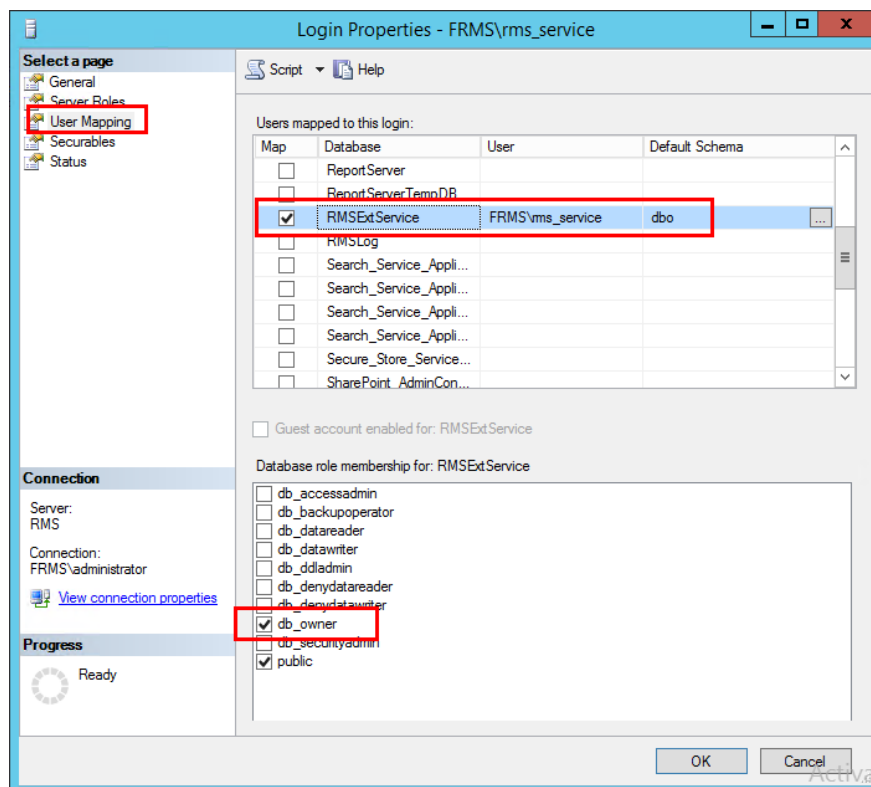 Login Properties - FRMS\rms_service
Select a page
General
Server Roles
User Mapping
Securables
Status
Script
Help
Users mapped to this login:
Map Database User Default Schema
ReportServer
ReportServerTempDB
RMSExtService FRMS\rms_service dbo ...
RMSLog
Search_Service_Appli...
Search_Service_Appli...
Search_Service_Appli...
Search_Service_Appli...
Secure_Store_Service...
SharePoint_AdminCon...
Guest account enabled for: RMSExtService
Database role membership for: RMSExtService
db_accessadmin
db_backupoperator
db_datareader
db_datawriter
db_ddladmin
db_denydatareader
db_denydatawriter
db_owner
db_securityadmin
public
Connection
Server:
RMS
Connection:
FRMS\administrator
View connection properties
Progress
Ready
OK
Cancel
Activa